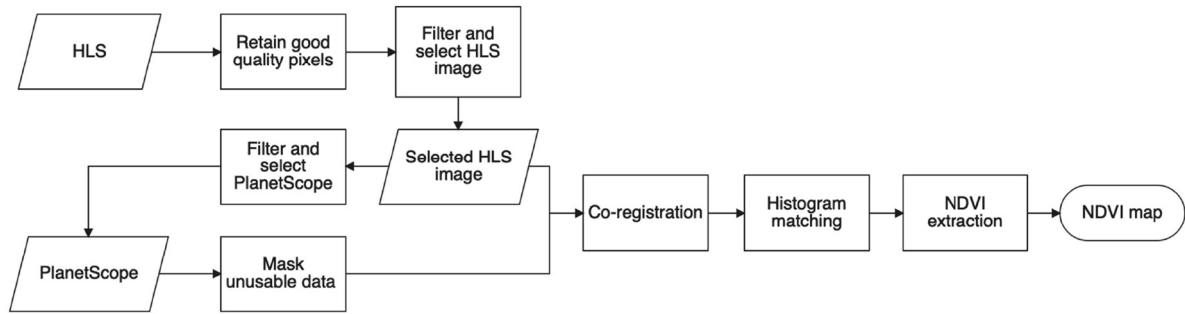 HLS
Retain good
quality pixels
Filter and
select HLS
image
Filter and
select
PlanetScope
Selected HLS
image
PlanetScope
Mask
unusable data
Co-registration
Histogram
matching
NDVI
extraction
NDVI map